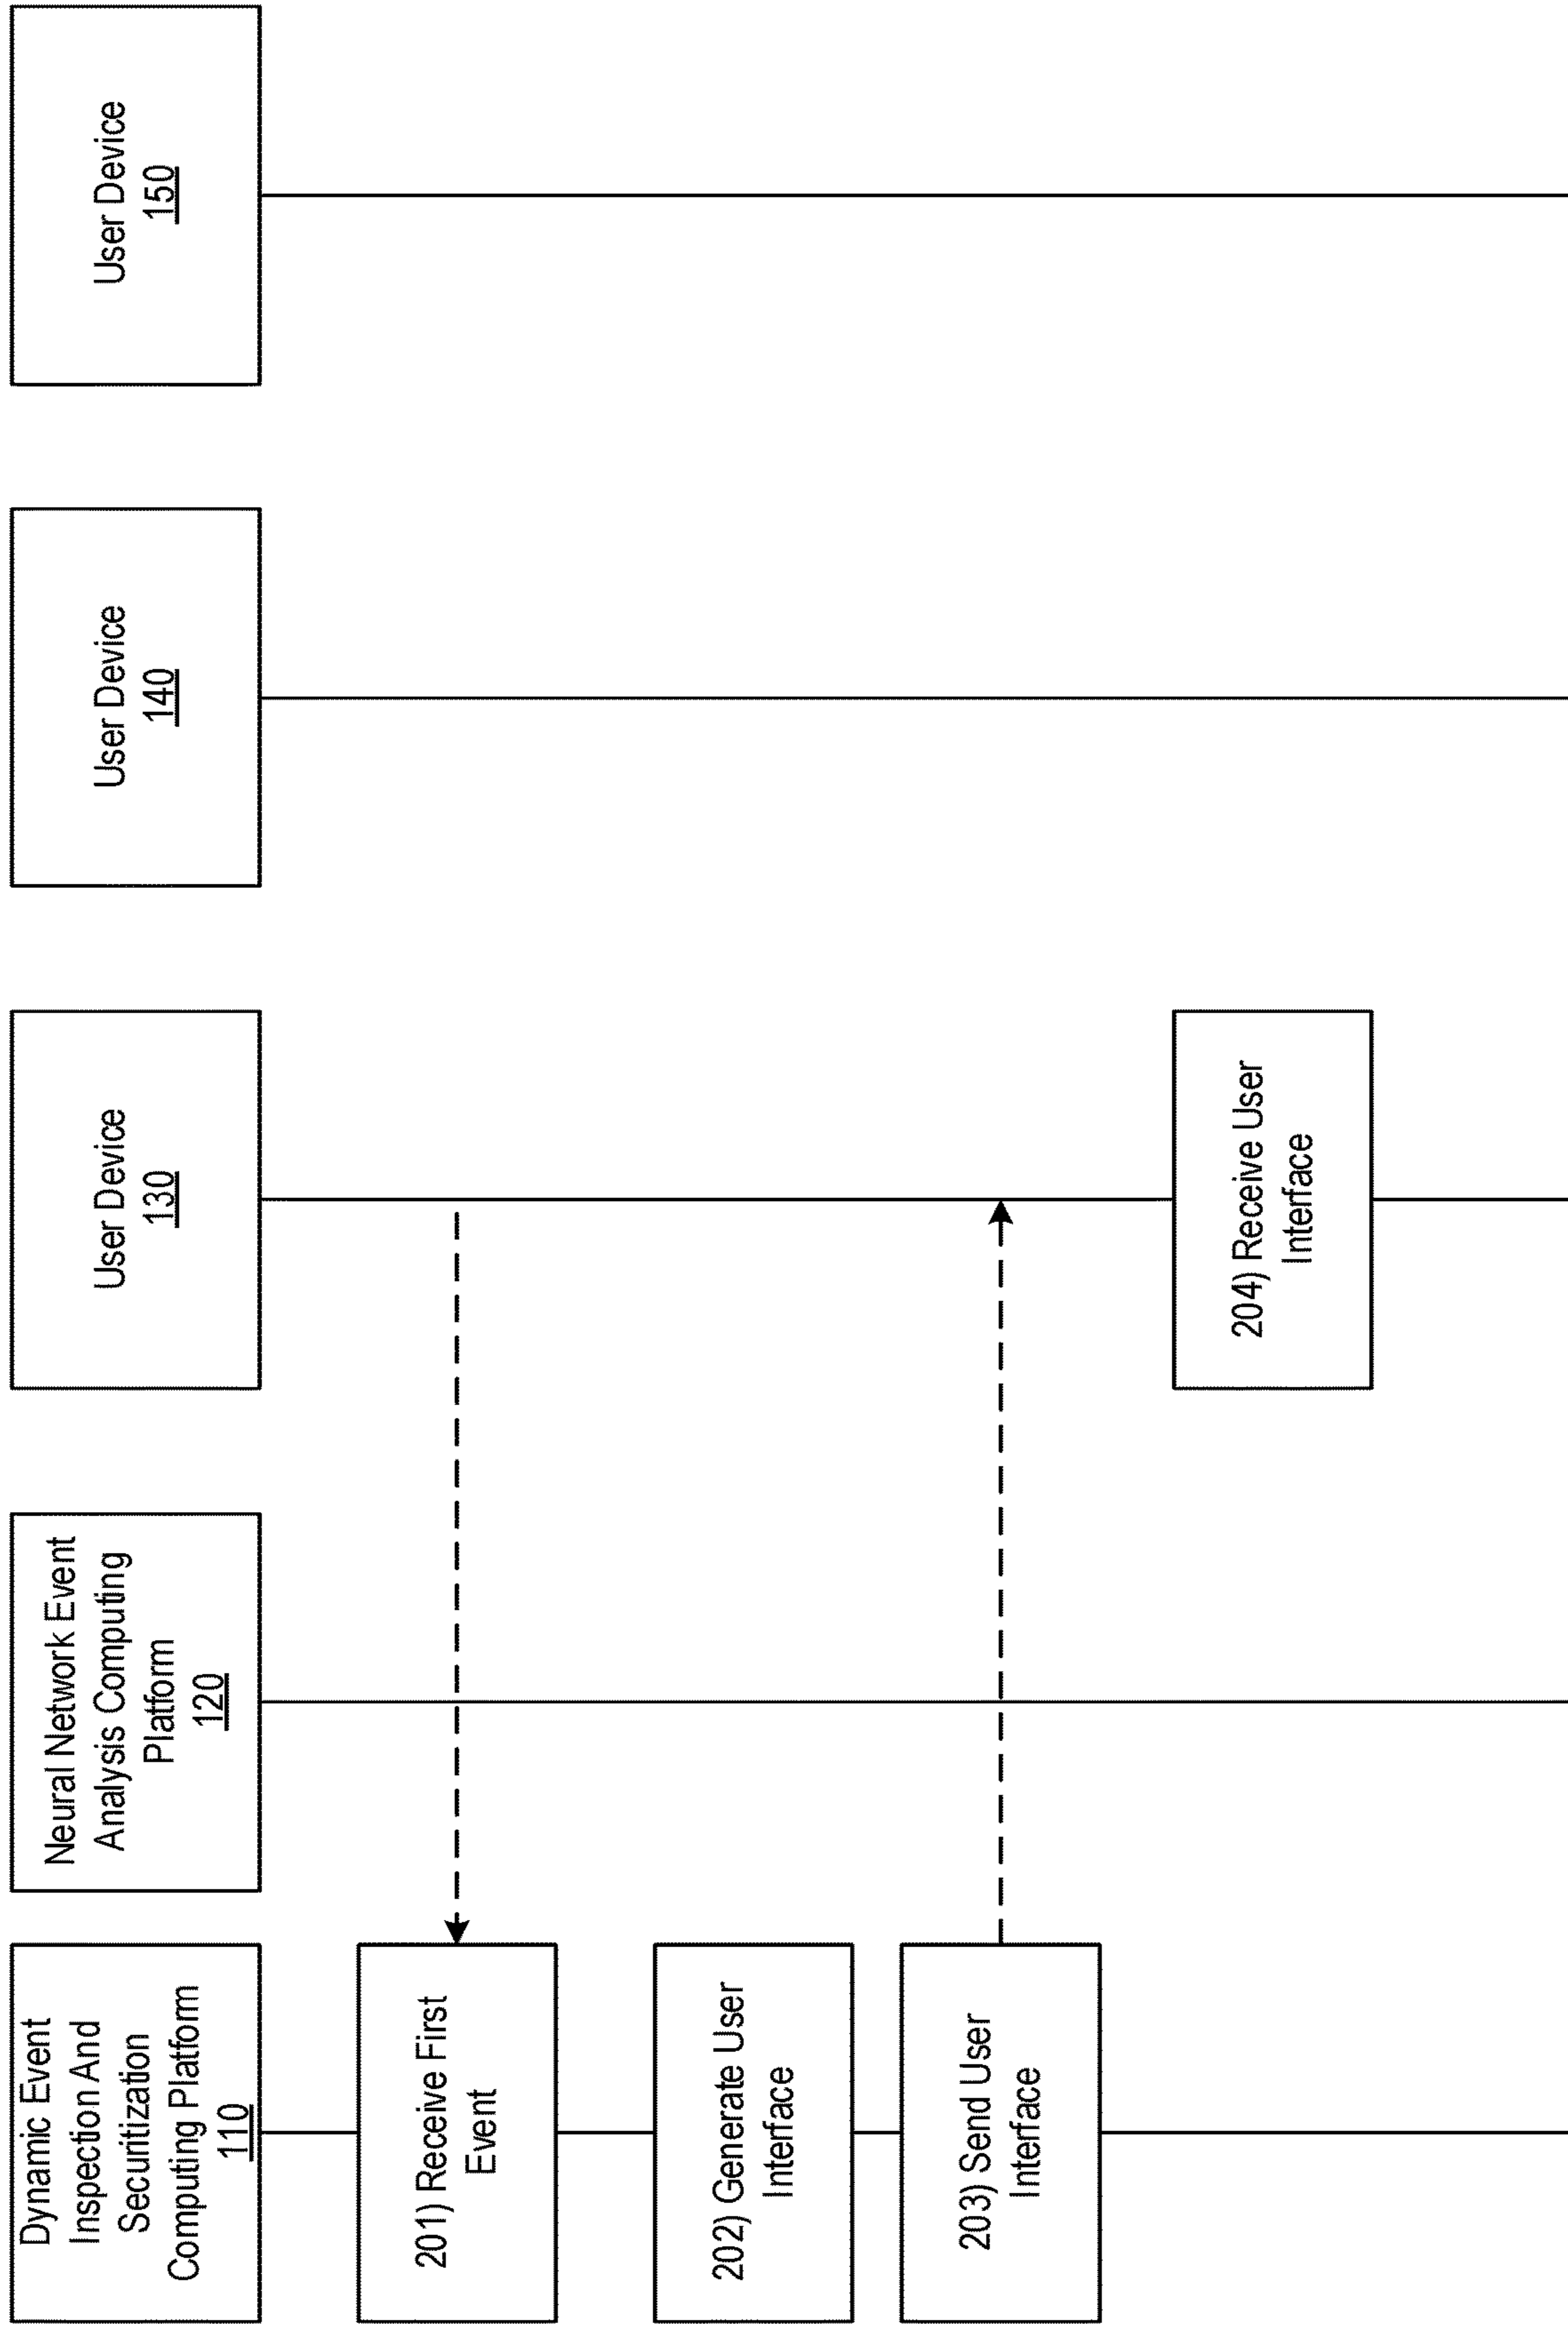 Dynamic Event
Inspection And
Securitization
Computing Platform
110
Neural Network Event
Analysis Computing
Platform
120
User Device
130
User Device
140
User Device
150
201) Receive First
Event
202) Generate User
Interface
203) Send User
Interface
204) Receive User
Interface